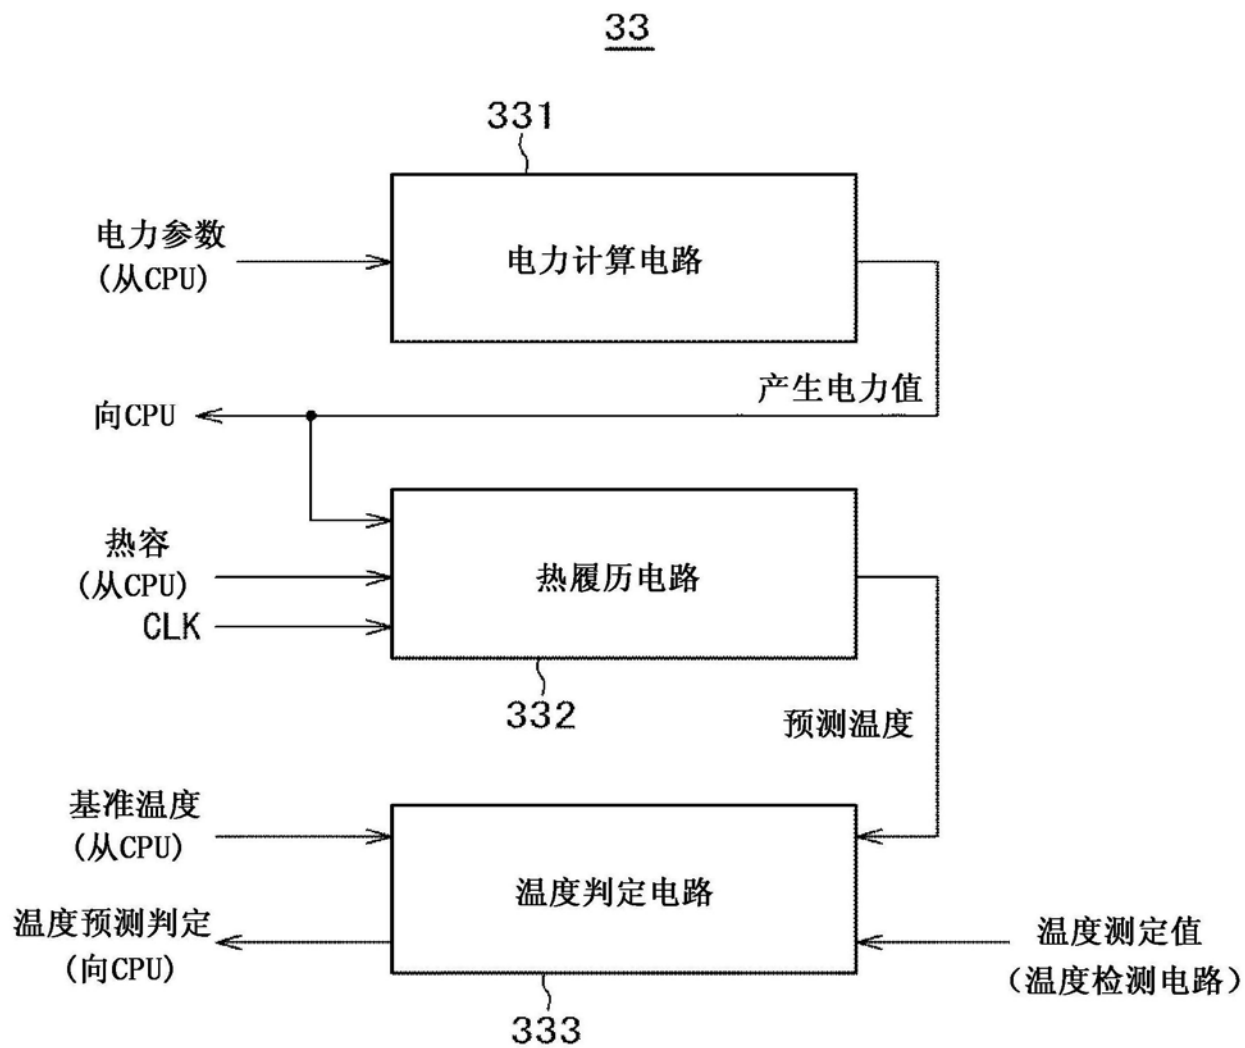 33
331
电力参数
(从CPU)
电力计算电路
产生电力值
向CPU
热容
(从CPU)
CLK
热履历电路
332
预测温度
基准温度
(从CPU)
温度判定电路
温度预测判定
(向CPU)
温度测定值
(温度检测电路)
333